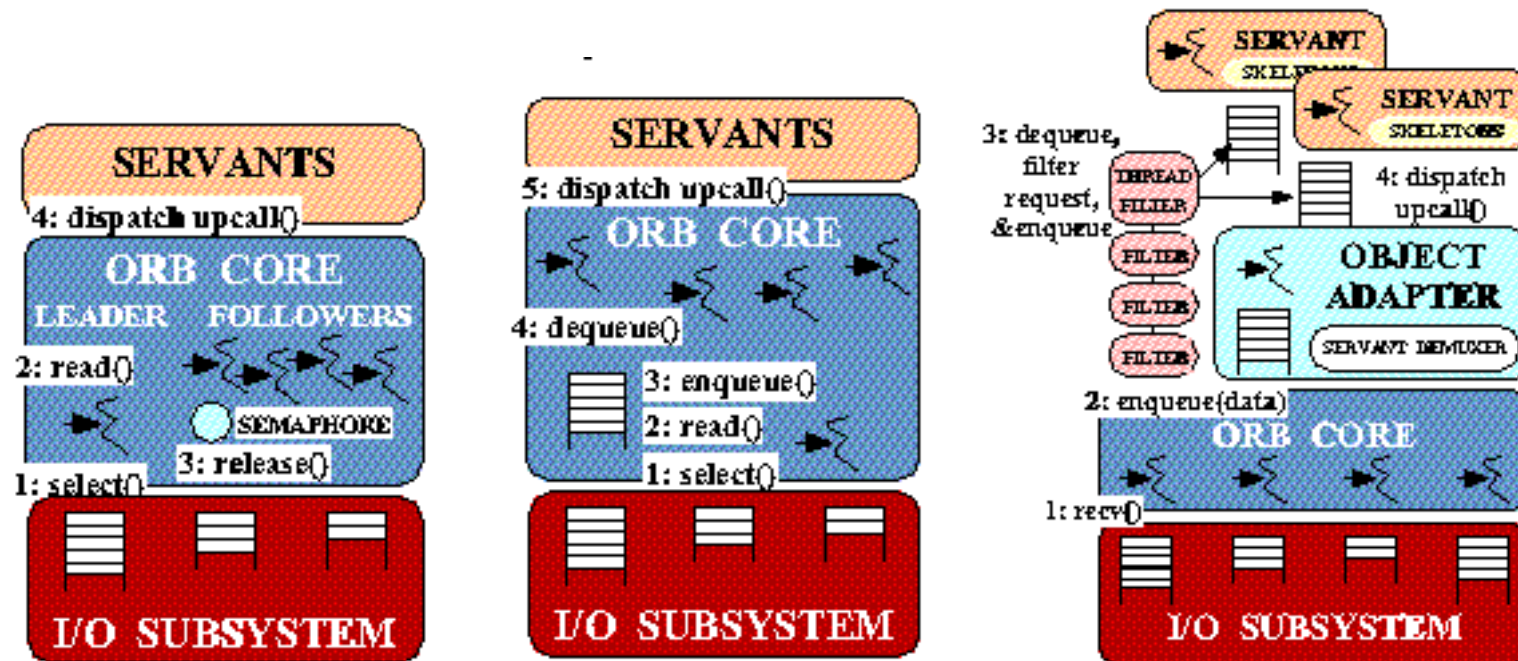 SERVANTS
4: dispatch upcall()
ORB CORE
LEADER FOLLOWERS
2: read()
SEMAPHORE
3: release()
1: select()
I/O SUBSYSTEM
SERVANTS
5: dispatch upcall()
ORB CORE
4: dequeue()
3: enqueue()
2: read()
1: select()
I/O SUBSYSTEM
SERVANT
SERVANT
SKELETONS
3: dequeue,
filter
request,
& enqueue
THREAD
FILTER
FILTER
FILTER
FILTER
4: dispatch
upcall()
OBJECT
ADAPTER
SERVANT DEMUXER
2: enqueue(data)
ORB CORE
1: recv()
I/O SUBSYSTEM